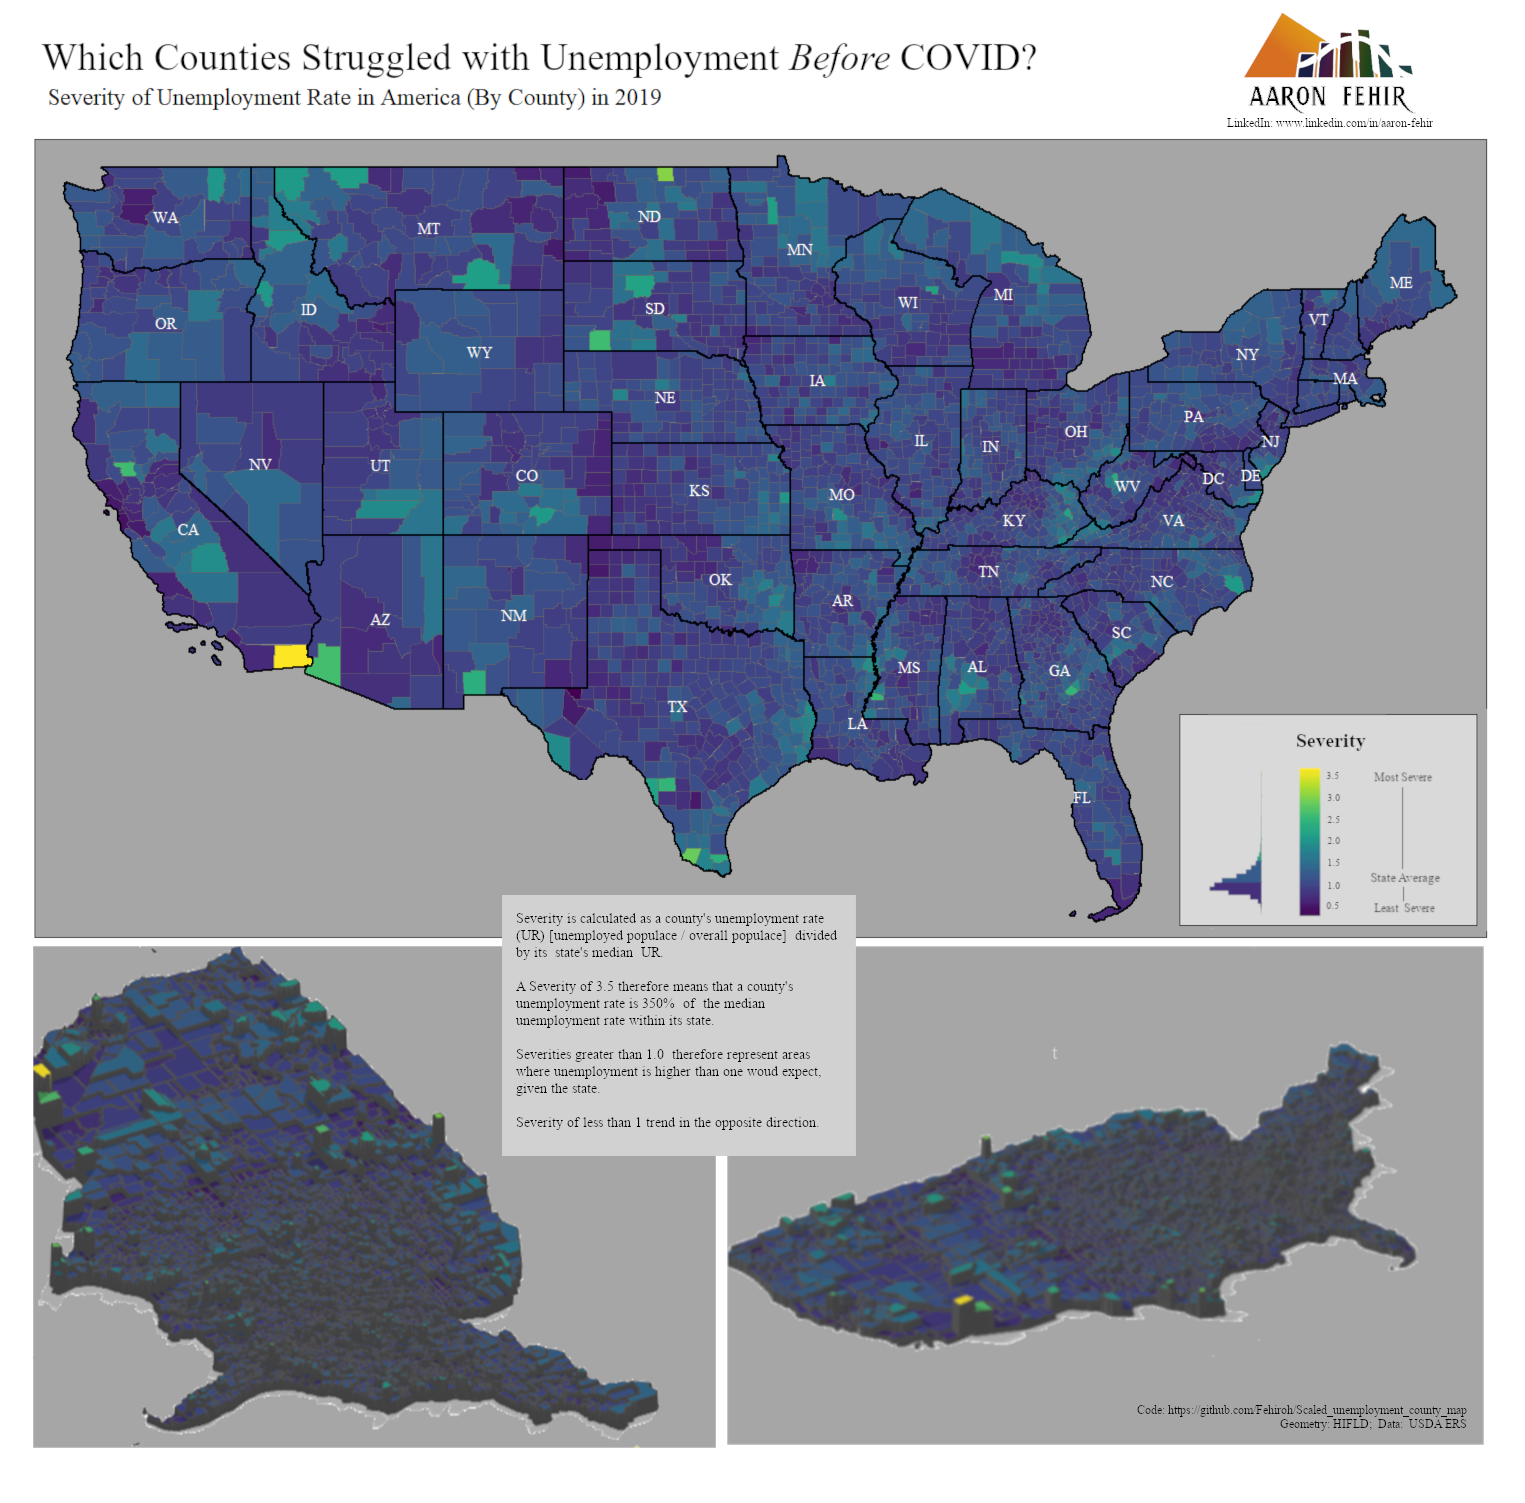 Which Counties Struggled with Unemployment Before COVID?
Severity of Unemployment Rate in America (By County) in 2019
AARON FEHIR
LinkedIn: www.linkedin.com/in/aaron-fehir
WA
MT
ND
MN
OR
ID
WY
SD
WI
MI
NY
VT
ME
MA
NE
IA
PA
NJ
NV
UT
CO
KS
MO
IL
IN
OH
WV
DC
DE
CA
KY
VA
AZ
NM
OK
AR
TN
NC
SC
TX
LA
MS
AL
GA
FL
Severity
3.5
3.0
2.5
2.0
1.5
1.0
0.5
Most Severe
State Average
Least Severe
Severity is calculated as a county's unemployment rate
(UR) [unemployed populace / overall populace] divided
by its state's median UR.
A Severity of 3.5 therefore means that a county's
unemployment rate is 350% of the median
unemployment rate within its state.
Severities greater than 1.0 therefore represent areas
where unemployment is higher than one woud expect,
given the state.
Severity of less than 1 trend in the opposite direction.
t
Code: https://github.com/Fehiroh/Scaled_unemployment_county_map
Geometry: HIFLD; Data: USDA ERS